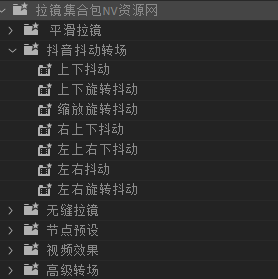 拉镜集合包NV资源网
平滑拉镜
抖音抖动转场
上下抖动
上下旋转抖动
缩放旋转抖动
右上下抖动
左上右下抖动
左右抖动
左右旋转抖动
无缝拉镜
节点预设
视频效果
高级转场